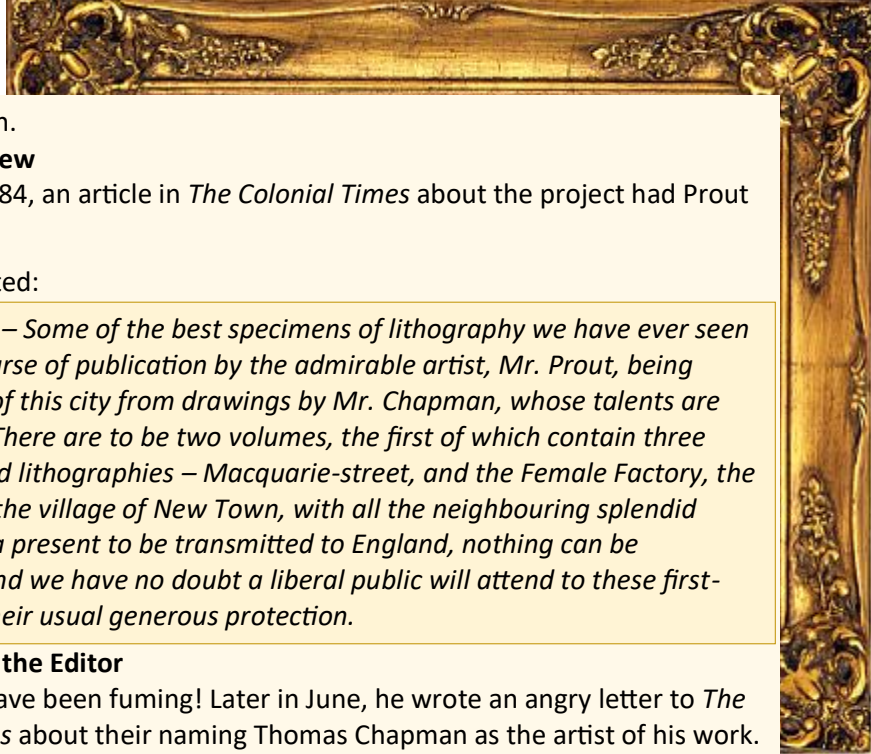 n.
ew
84, an article in The Colonial Times about the project had Prout
ted:
– Some of the best specimens of lithography we have ever seen
urse of publication by the admirable artist, Mr. Prout, being
of this city from drawings by Mr. Chapman, whose talents are
There are to be two volumes, the first of which contain three
d lithographies – Macquarie-street, and the Female Factory, the
the village of New Town, with all the neighbouring splendid
a present to be transmitted to England, nothing can be
nd we have no doubt a liberal public will attend to these first-
eir usual generous protection.
the Editor
ave been fuming! Later in June, he wrote an angry letter to The
s about their naming Thomas Chapman as the artist of his work.